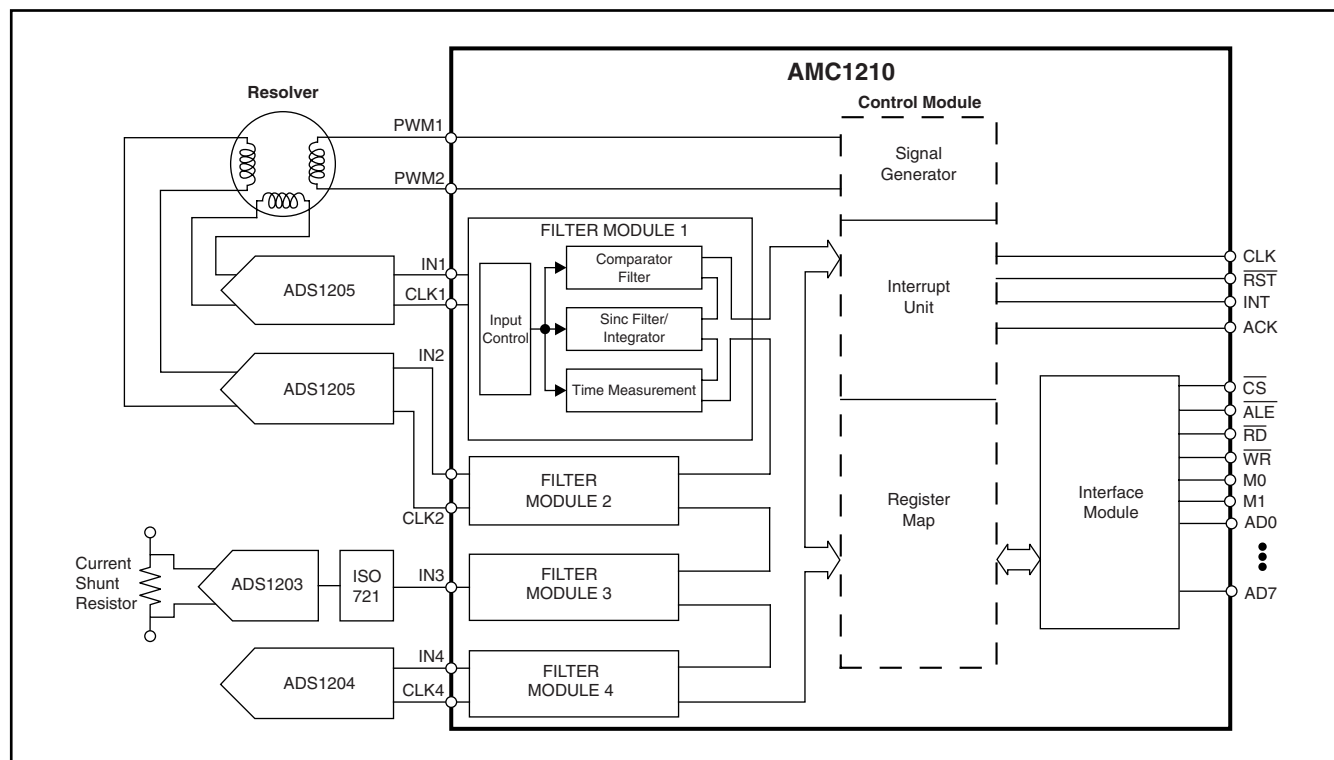 AMC1210
Resolver
Control Module
PWM1
Signal
Generator
PWM2
FILTER MODULE 1
IN1
CLK1
ADS1205
Input
Control
Comparator
Filter
Sinc Filter/
Integrator
Time Measurement
Interrupt
Unit
CLK
RST
INT
ACK
IN2
ADS1205
CLK2
FILTER
MODULE 2
Register
Map
Interface
Module
CS
ALE
RD
WR
M0
M1
AD0
AD7
Current
Shunt
Resistor
ADS1203
ISO
721
IN3
FILTER
MODULE 3
ADS1204
IN4
CLK4
FILTER
MODULE 4